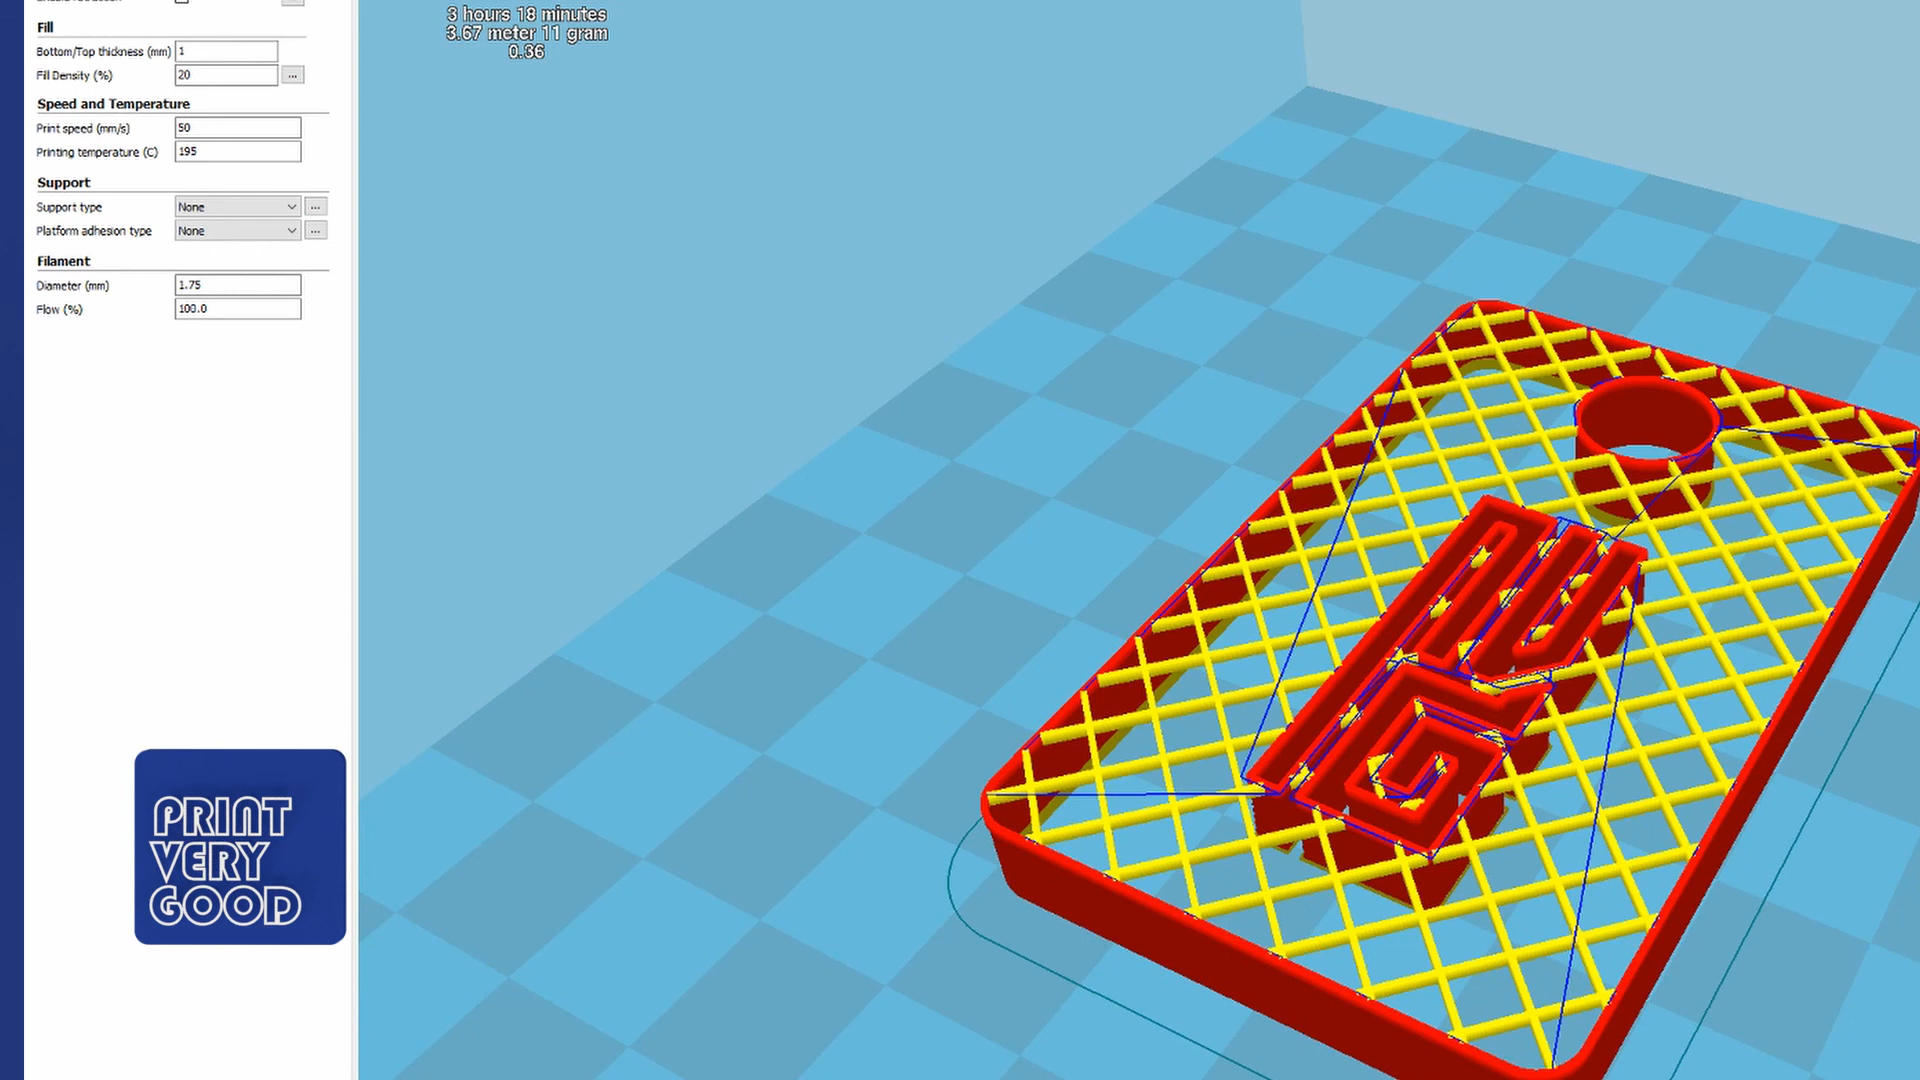 Fill
Bottom/Top thickness (mm) 1
Fill Density (%) 20 ...
Speed and Temperature
Print speed (mm/s) 50
Printing temperature (C) 195
Support
Support type None ...
Platform adhesion type None ...
Filament
Diameter (mm) 1.75
Flow (%) 100.0
3 hours 18 minutes
3.67 meter 11 gram
0.36
PRINT
VERY
GOOD